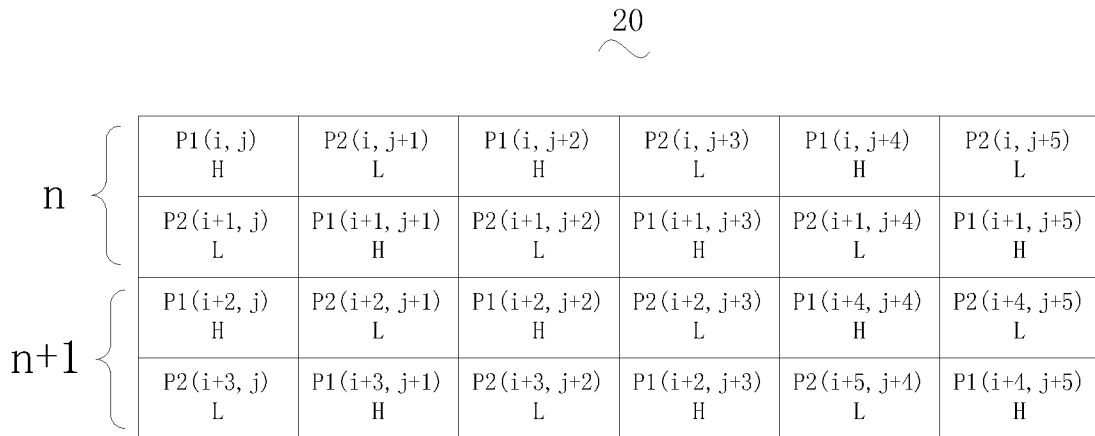 20
P1(i, j) P2(i, j+1) P1(i, j+2) P2(i, j+3) P1(i, j+4) P2(i, j+5)
H L H L H L
n
P2(i+1, j) P1(i+1, j+1) P2(i+1, j+2) P1(i+1, j+3) P2(i+1, j+4) P1(i+1, j+5)
L H L H L H
P1(i+2, j) P2(i+2, j+1) P1(i+2, j+2) P2(i+2, j+3) P1(i+4, j+4) P2(i+4, j+5)
H L H L H L
n+1
P2(i+3, j) P1(i+3, j+1) P2(i+3, j+2) P1(i+2, j+3) P2(i+5, j+4) P1(i+4, j+5)
L H L H L H